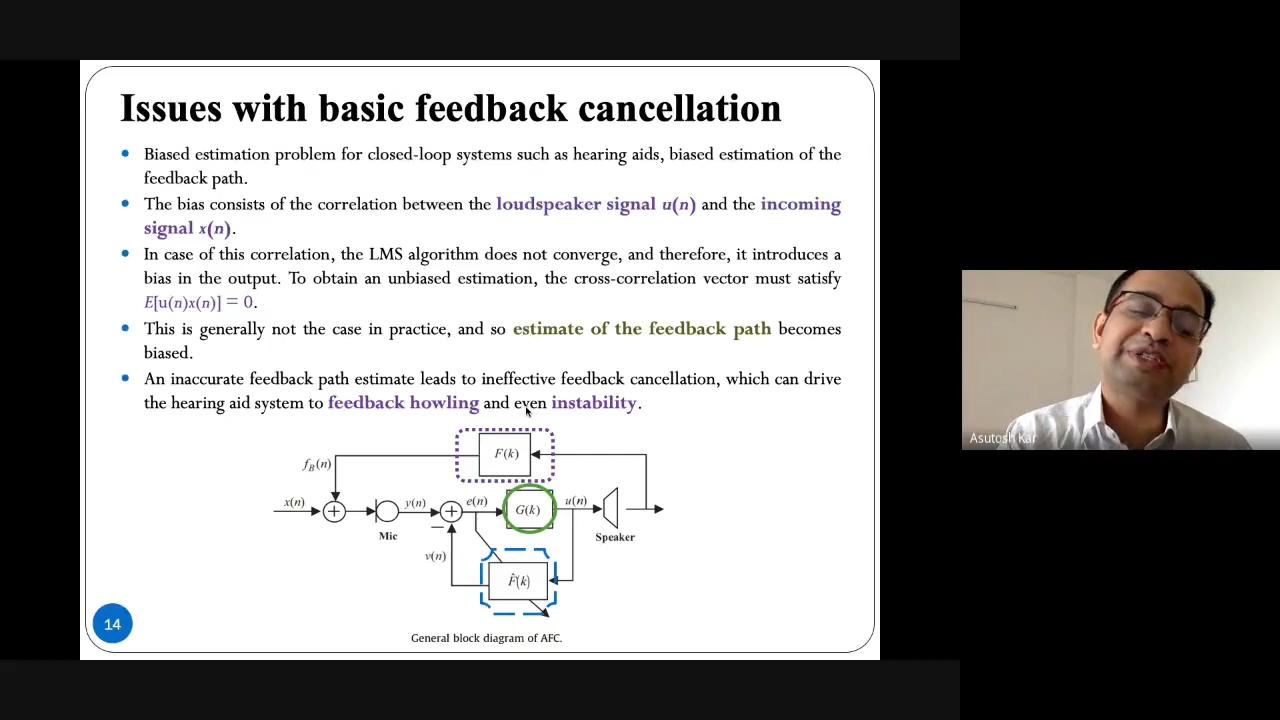 Issues with basic feedback cancellation
• Biased estimation problem for closed-loop systems such as hearing aids, biased estimation of the
feedback path.
• The bias consists of the correlation between the loudspeaker signal u(n) and the incoming
signal x(n).
• In case of this correlation, the LMS algorithm does not converge, and therefore, it introduces a
bias in the output. To obtain an unbiased estimation, the cross-correlation vector must satisfy
E[u(n)x(n)] = 0.
• This is generally not the case in practice, and so estimate of the feedback path becomes
biased.
• An inaccurate feedback path estimate leads to ineffective feedback cancellation, which can drive
the hearing aid system to feedback howling and even instability.
F(k)
f_B(n)
x(n)
y(n)
e(n)
G(k)
u(n)
Mic
Speaker
v(n)
F̂(k)
General block diagram of AFC.
14
Asutosh Kar